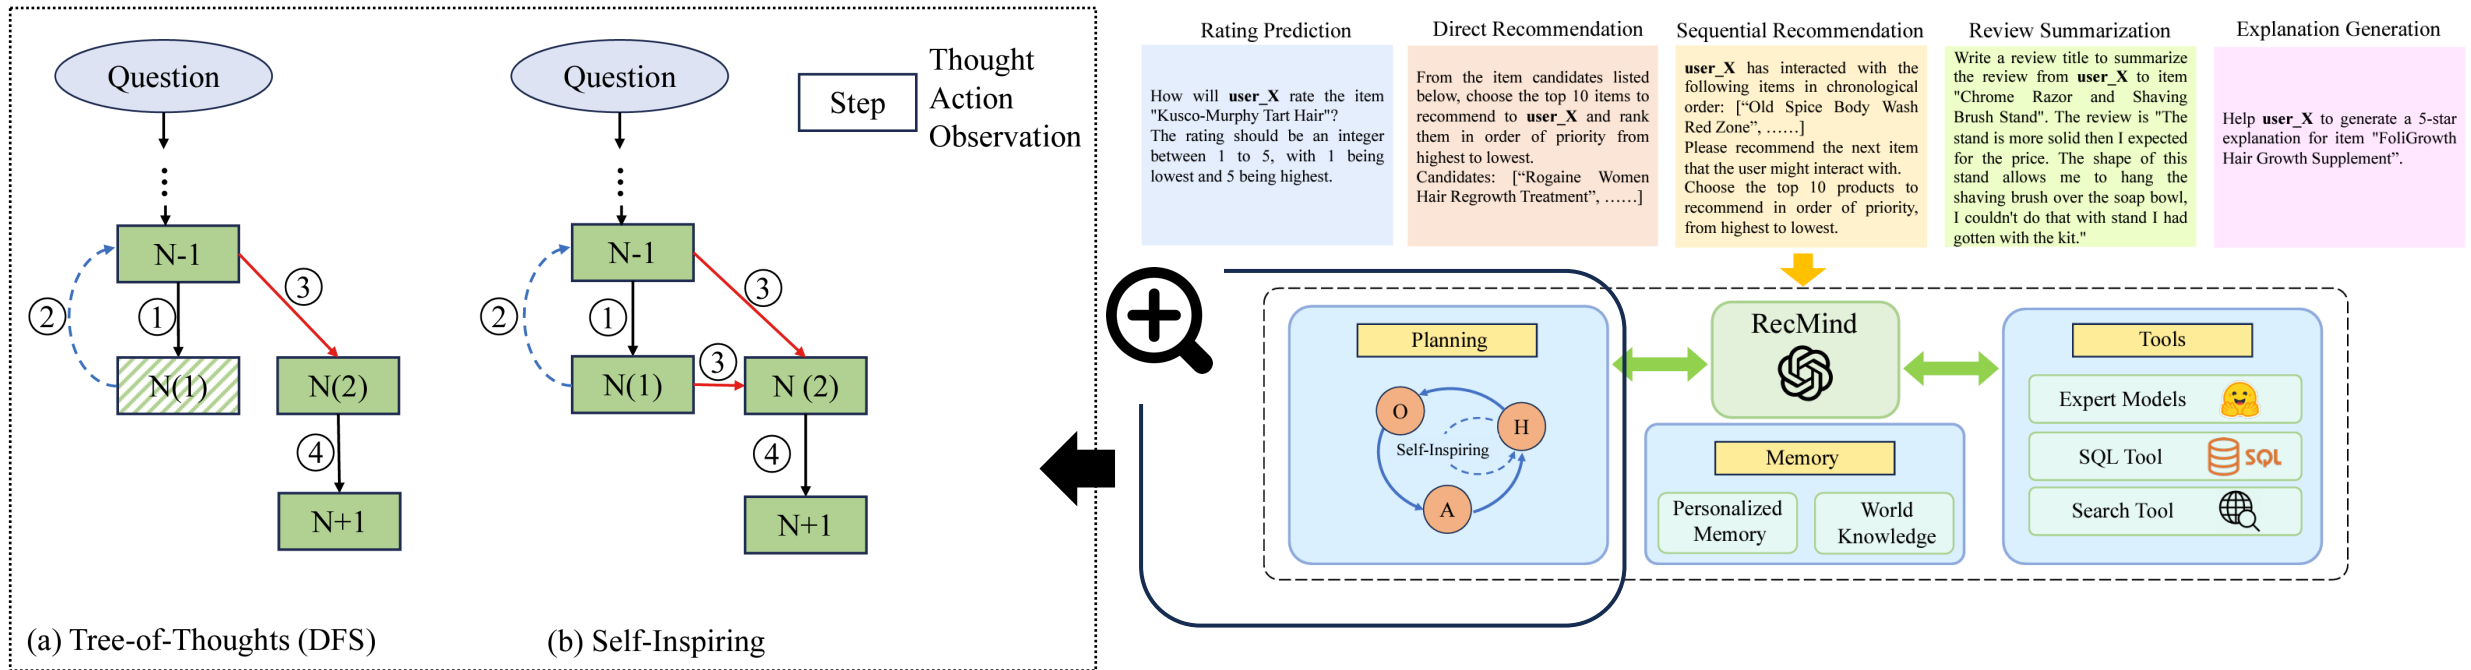 Question
N-1
①
②
③
N(1)
N(2)
④
N+1
(a) Tree-of-Thoughts (DFS)
Question
N-1
①
②
③
③
N(1)
N (2)
④
N+1
(b) Self-Inspiring
Step
Thought
Action
Observation
Rating Prediction
How will user_X rate the item
"Kusco-Murphy Tart Hair"?
The rating should be an integer
between 1 to 5, with 1 being
lowest and 5 being highest.
Direct Recommendation
From the item candidates listed
below, choose the top 10 items to
recommend to user_X and rank
them in order of priority from
highest to lowest.
Candidates: [“Rogaine Women
Hair Regrowth Treatment”, ……]
Sequential Recommendation
user_X has interacted with the
following items in chronological
order: [“Old Spice Body Wash
Red Zone”, ……]
Please recommend the next item
that the user might interact with.
Choose the top 10 products to
recommend in order of priority,
from highest to lowest.
Review Summarization
Write a review title to summarize
the review from user_X to item
"Chrome Razor and Shaving
Brush Stand". The review is "The
stand is more solid then I expected
for the price. The shape of this
stand allows me to hang the
shaving brush over the soap bowl,
I couldn't do that with stand I had
gotten with the kit."
Explanation Generation
Help user_X to generate a 5-star
explanation for item "FoliGrowth
Hair Growth Supplement”.
Planning
O
H
Self-Inspiring
A
RecMind
Memory
Personalized
Memory
World
Knowledge
Tools
Expert Models
SQL Tool
SQL
Search Tool